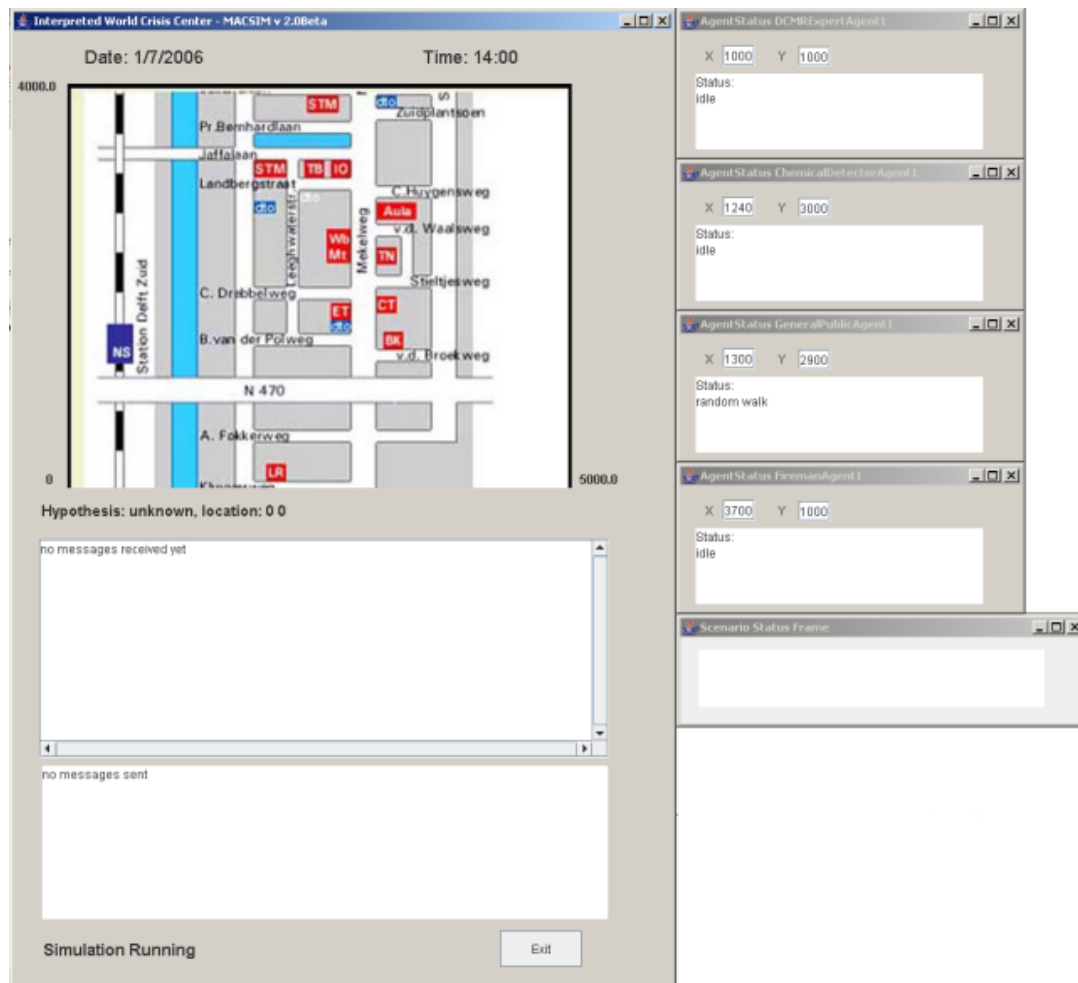 Interpreted World Crisis Center - MACSIM v 2.0Beta
Date: 1/7/2006
Time: 14:00
4000.0
STM
dto
Zuidplantsoen
Pr.Bernhardlaan
Jaffalaan
STM
TB
IO
Landbergstraat
C.Huygensweg
dto
dto
Aula
Leeghwaterstr.
Mekelweg
v.d. Waalsweg
Wb
Mt
TN
Station Delft Zuid
Stieltjesweg
C. Drebbelweg
CT
ET
dto
NS
B.van der Polweg
BK
v.d. Broekweg
N 470
A. Fokkerweg
LR
0
5000.0
Hypothesis: unknown, location: 0 0
no messages received yet
no messages sent
Simulation Running
Exit
AgentStatus DCMRExpertAgent1
X 1000 Y 1000
Status:
idle
AgentStatus ChemicalDetectorAgent1
X 1240 Y 3000
Status:
idle
AgentStatus GeneralPublicAgent1
X 1300 Y 2900
Status:
random walk
AgentStatus FiremanAgent1
X 3700 Y 1000
Status:
idle
Scenario Status Frame